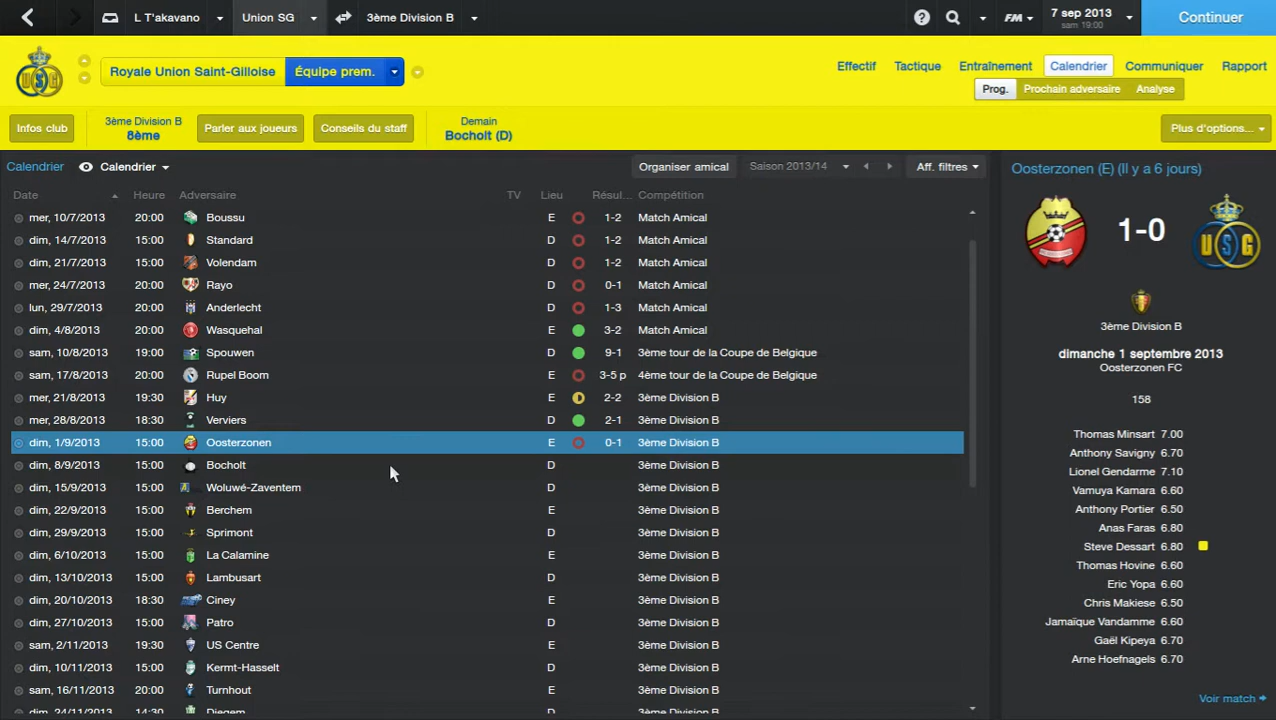 L T'akavano Union SG 3ème Division B FM 7 sep 2013 Continuer
sam 19:00
Royale Union Saint-Gilloise Équipe prem. Effectif Tactique Entraînement Calendrier Communiquer Rapport
Prog. Prochain adversaire Analyse
Infos club 3ème Division B Parler aux joueurs Conseils du staff Demain Plus d'options...
8ème Bocholt (D)
Calendrier Calendrier Organiser amical Saison 2013/14 Aff. filtres
Date Heure Adversaire TV Lieu Résul... Compétition
mer, 10/7/2013 20:00 Boussu E 1-2 Match Amical
dim, 14/7/2013 15:00 Standard D 1-2 Match Amical
dim, 21/7/2013 15:00 Volendam D 1-2 Match Amical
mer, 24/7/2013 20:00 Rayo D 0-1 Match Amical
lun, 29/7/2013 20:00 Anderlecht D 1-3 Match Amical
dim, 4/8/2013 20:00 Wasquehal E 3-2 Match Amical
sam, 10/8/2013 19:00 Spouwen D 9-1 3ème tour de la Coupe de Belgique
sam, 17/8/2013 20:00 Rupel Boom E 3-5 p 4ème tour de la Coupe de Belgique
mer, 21/8/2013 19:30 Huy E 2-2 3ème Division B
mer, 28/8/2013 18:30 Verviers D 2-1 3ème Division B
dim, 1/9/2013 15:00 Oosterzonen E 0-1 3ème Division B
dim, 8/9/2013 15:00 Bocholt D 3ème Division B
dim, 15/9/2013 15:00 Woluwé-Zaventem D 3ème Division B
dim, 22/9/2013 15:00 Berchem E 3ème Division B
dim, 29/9/2013 15:00 Sprimont D 3ème Division B
dim, 6/10/2013 15:00 La Calamine E 3ème Division B
dim, 13/10/2013 15:00 Lambusart D 3ème Division B
dim, 20/10/2013 18:30 Ciney E 3ème Division B
dim, 27/10/2013 15:00 Patro D 3ème Division B
sam, 2/11/2013 19:30 US Centre E 3ème Division B
dim, 10/11/2013 15:00 Kermt-Hasselt D 3ème Division B
sam, 16/11/2013 20:00 Turnhout E 3ème Division B
dim, 24/11/2013 14:30 Diegem D 3ème Division B
Oosterzonen (E) (Il y a 6 jours)
1-0
USG
3ème Division B
dimanche 1 septembre 2013
Oosterzonen FC
158
Thomas Minsart 7.00
Anthony Savigny 6.70
Lionel Gendarme 7.10
Vamuya Kamara 6.60
Anthony Portier 6.50
Anas Faras 6.80
Steve Dessart 6.80
Thomas Hovine 6.60
Eric Yopa 6.60
Chris Makiese 6.50
Jamaïque Vandamme 6.60
Gaël Kipeya 6.70
Arne Hoefnagels 6.70
Voir match